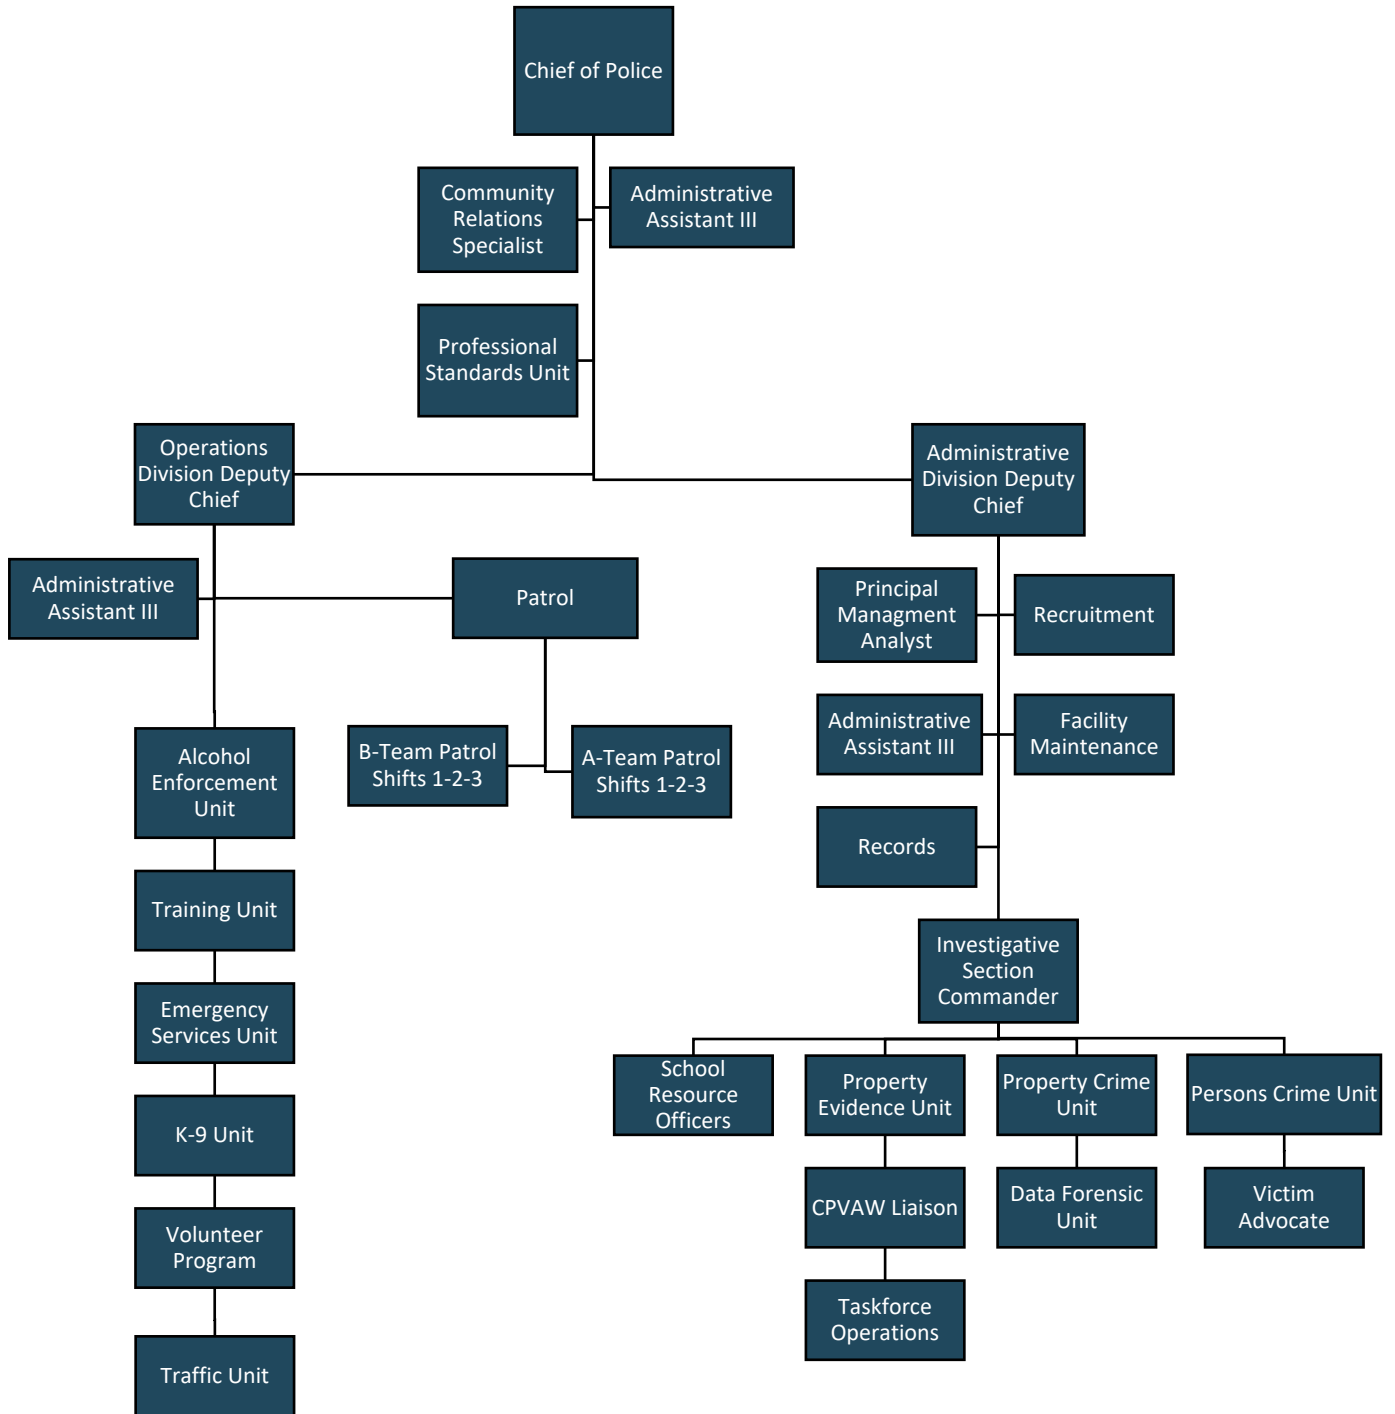 Chief of Police
Community
Relations
Specialist
Administrative
Assistant III
Professional
Standards Unit
Operations
Division Deputy
Chief
Administrative
Division Deputy
Chief
Administrative
Assistant III
Patrol
Principal
Managment
Analyst
Recruitment
B-Team Patrol
Shifts 1-2-3
A-Team Patrol
Shifts 1-2-3
Administrative
Assistant III
Facility
Maintenance
Alcohol
Enforcement
Unit
Records
Training Unit
Investigative
Section
Commander
Emergency
Services Unit
School
Resource
Officers
Property
Evidence Unit
Property Crime
Unit
Persons Crime Unit
K-9 Unit
CPVAW Liaison
Data Forensic
Unit
Victim
Advocate
Volunteer
Program
Taskforce
Operations
Traffic Unit